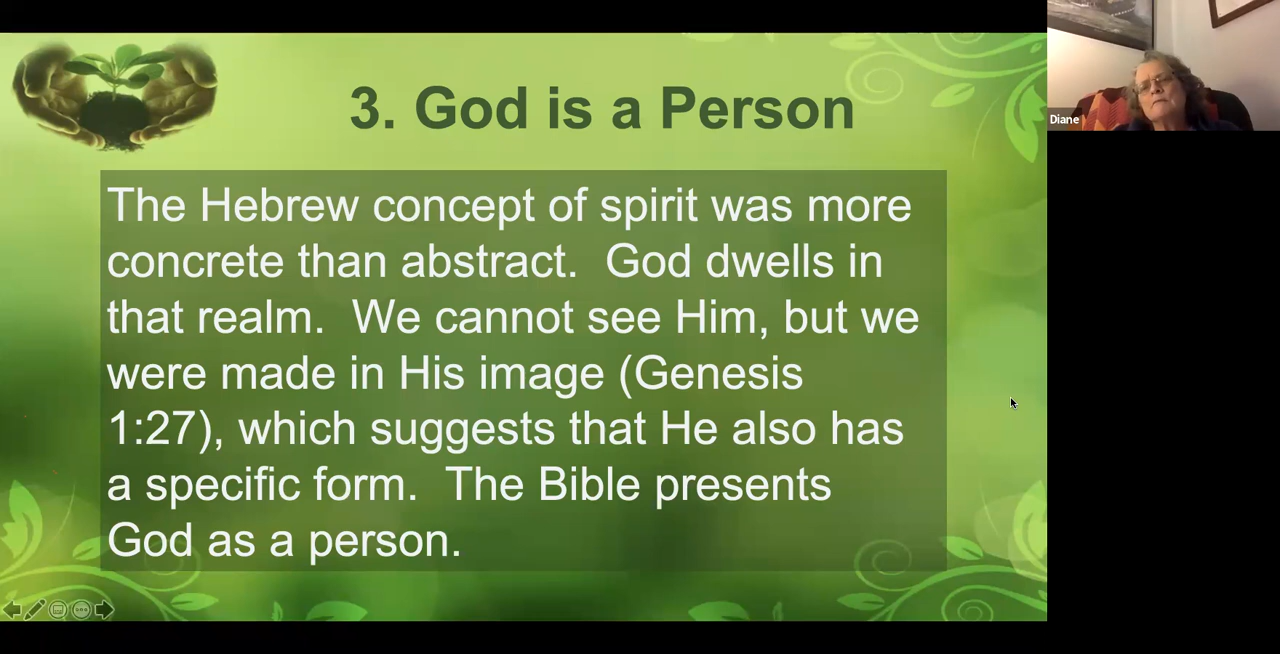 3. God is a Person
The Hebrew concept of spirit was more
concrete than abstract.  God dwells in
that realm.  We cannot see Him, but we
were made in His image (Genesis
1:27), which suggests that He also has
a specific form.  The Bible presents
God as a person.
Diane